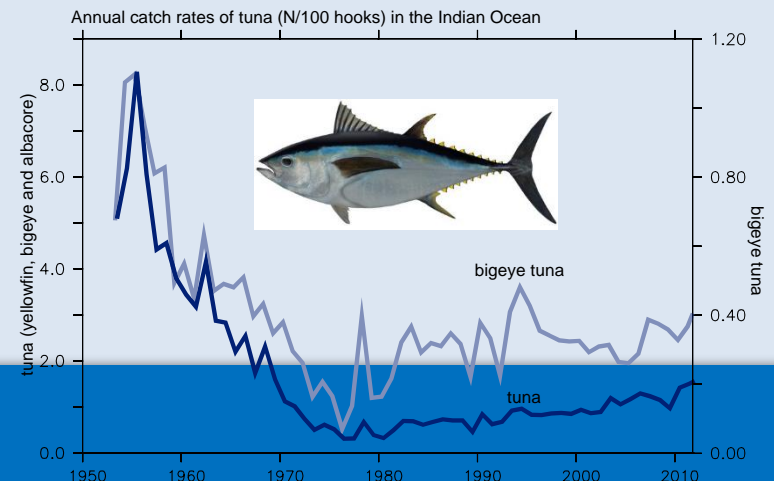 Annual catch rates of tuna (N/100 hooks) in the Indian Ocean
1.20
8.0
6.0
0.80
tuna (yellowfin, bigeye and albacore)
bigeye tuna
bigeye tuna
4.0
0.40
2.0
tuna
0.0
0.00
1950 1960 1970 1980 1990 2000 2010